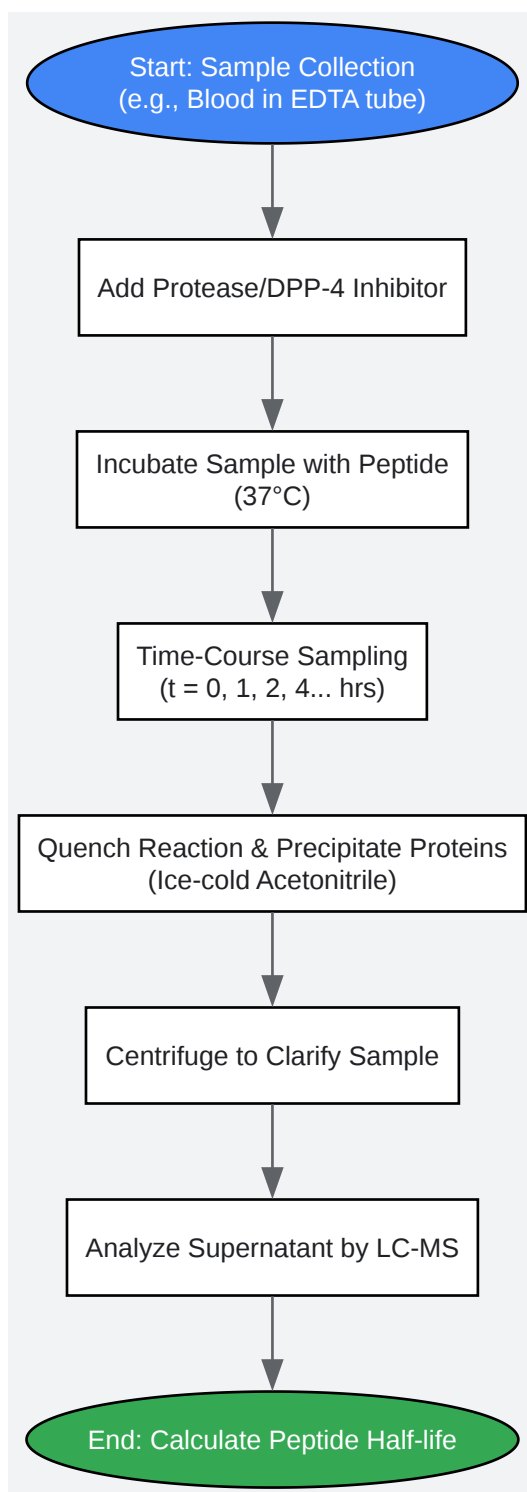 Start: Sample Collection
(e.g., Blood in EDTA tube)
Add Protease/DPP-4 Inhibitor
Incubate Sample with Peptide
(37°C)
Time-Course Sampling
(t = 0, 1, 2, 4... hrs)
Quench Reaction & Precipitate Proteins
(Ice-cold Acetonitrile)
Centrifuge to Clarify Sample
Analyze Supernatant by LC-MS
End: Calculate Peptide Half-life